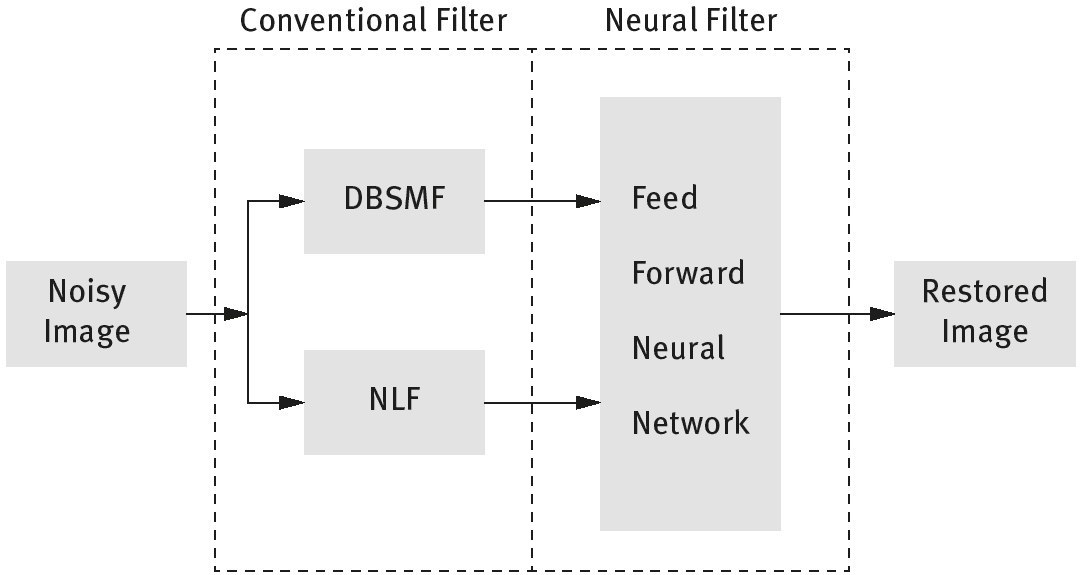 Conventional Filter
Neural Filter
Noisy
Image
DBSMF
NLF
Feed
Forward
Neural
Network
Restored
Image